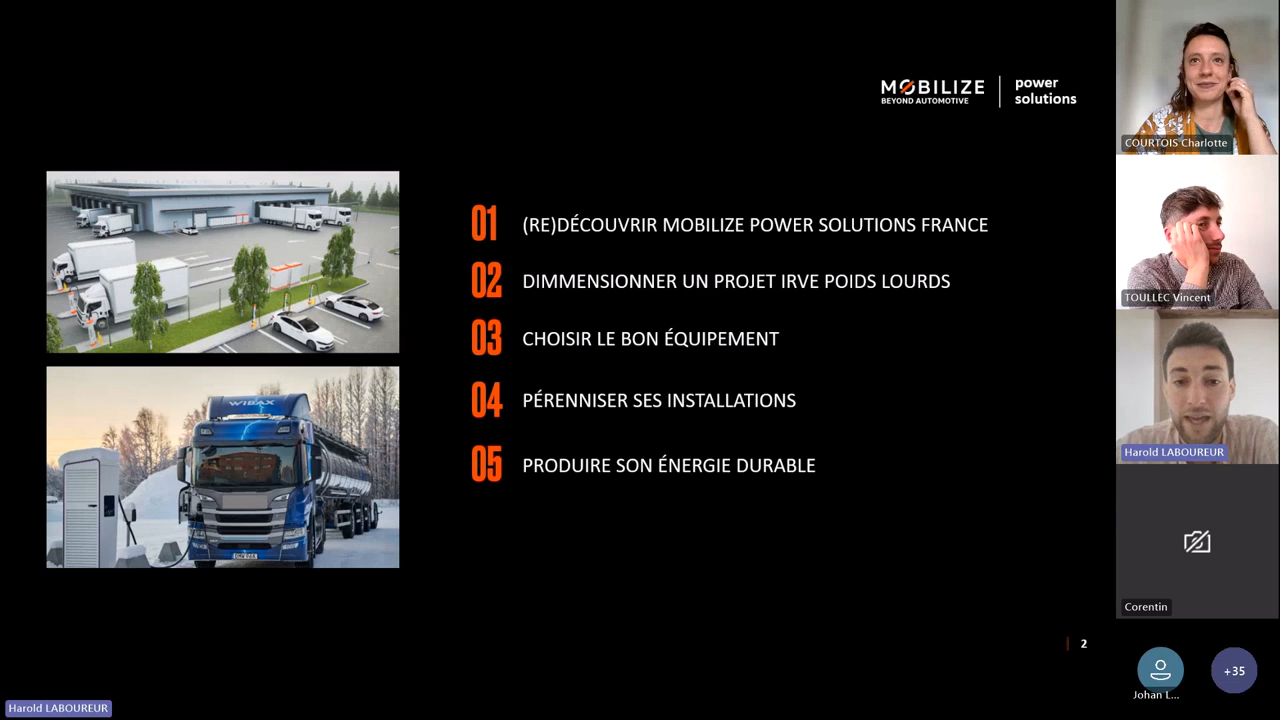 MOBILIZE
BEYOND AUTOMOTIVE
power
solutions
01 (RE)DÉCOUVRIR MOBILIZE POWER SOLUTIONS FRANCE
02 DIMMENSIONNER UN PROJET IRVE POIDS LOURDS
03 CHOISIR LE BON ÉQUIPEMENT
04 PÉRENNISER SES INSTALLATIONS
05 PRODUIRE SON ÉNERGIE DURABLE
WIBAX
2
COURTOIS Charlotte
TOULLEC Vincent
Harold LABOUREUR
Corentin
Johan L...
+35
Harold LABOUREUR